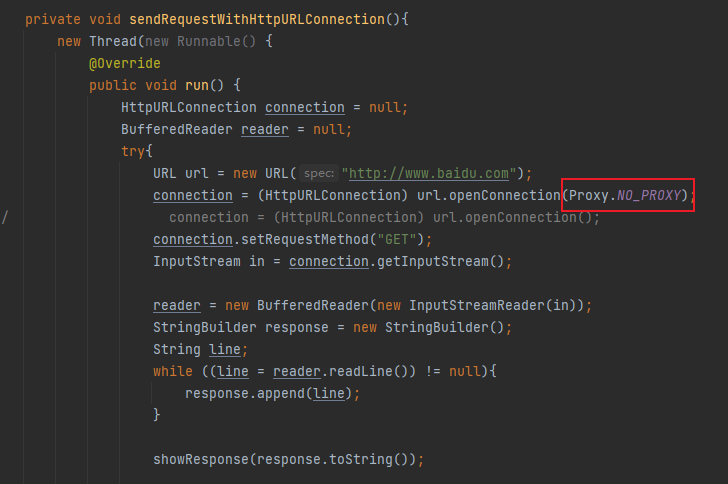 private void sendRequestWithHttpURLConnection(){
new Thread(new Runnable() {
@Override
public void run() {
HttpURLConnection connection = null;
BufferedReader reader = null;
try{
URL url = new URL( spec: "http://www.baidu.com");
connection = (HttpURLConnection) url.openConnection(Proxy.NO_PROXY);
/ connection = (HttpURLConnection) url.openConnection();
connection.setRequestMethod("GET");
InputStream in = connection.getInputStream();
reader = new BufferedReader(new InputStreamReader(in));
StringBuilder response = new StringBuilder();
String line;
while ((line = reader.readLine()) != null){
response.append(line);
}
showResponse(response.toString());